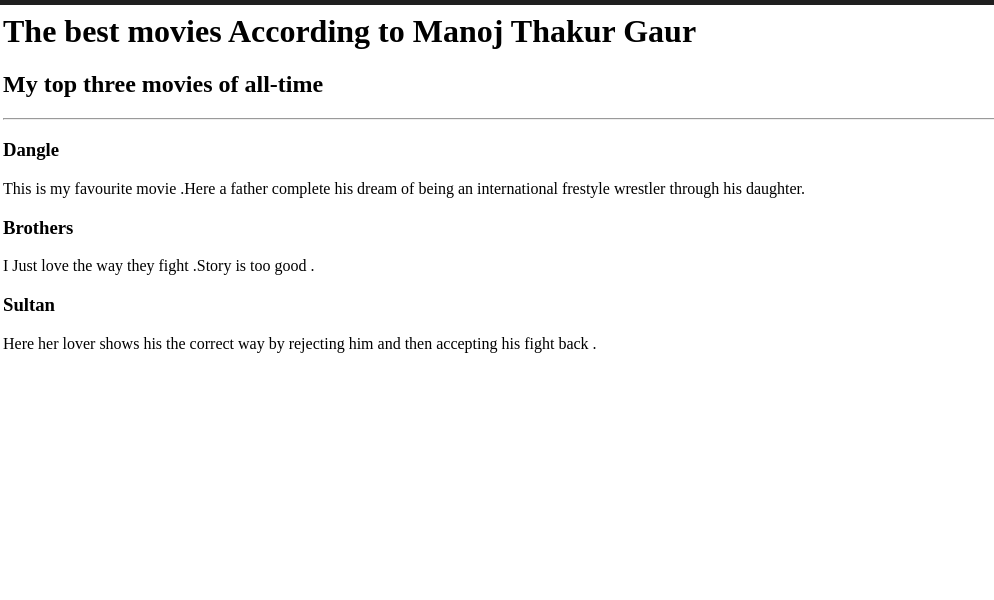 The best movies According to Manoj Thakur Gaur
My top three movies of all-time
Dangle
This is my favourite movie .Here a father complete his dream of being an international frestyle wrestler through his daughter.
Brothers
I Just love the way they fight .Story is too good .
Sultan
Here her lover shows his the correct way by rejecting him and then accepting his fight back .